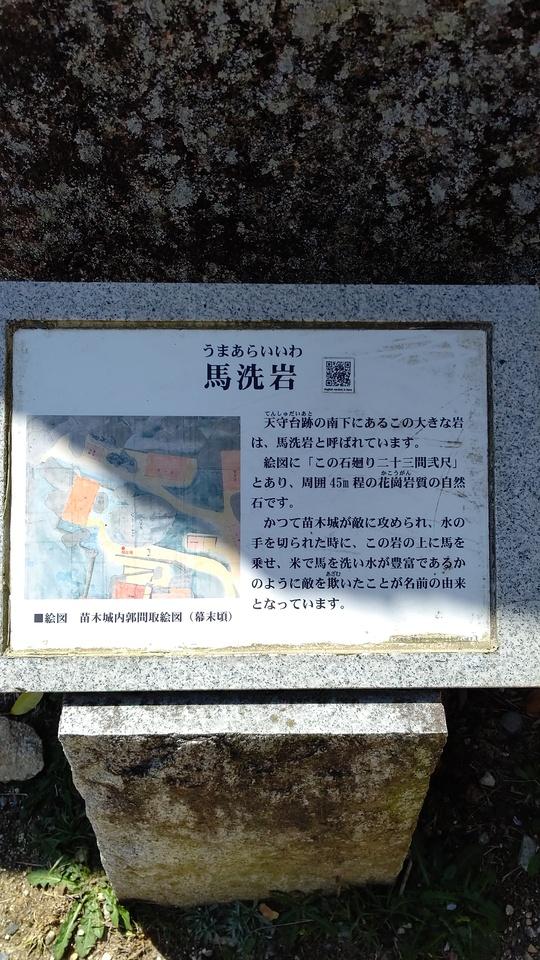 うまあらいいわ
馬洗岩
てんしゅだいあと
天守台跡の南下にあるこの大きな岩
は、馬洗岩と呼ばれています。
絵図に「この石廻り二十三間弐尺」
かこうがん
とあり、周囲45m程の花崗岩質の自然
石です。
かつて苗木城が敵に攻められ、水の
手を切られた時に、この岩の上に馬を
乗せ、米で馬を洗い水が豊富であるか
あざむ
のように敵を欺いたことが名前の由来
となっています。
■絵図 苗木城内郭間取絵図（幕末頃）